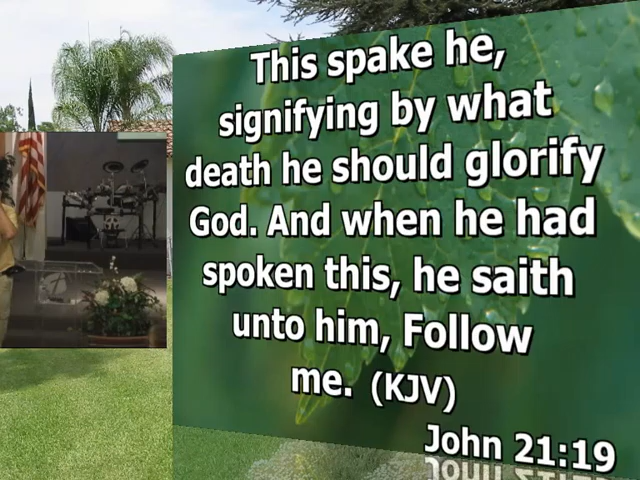 This spake he,
signifying by what
death he should glorify
God. And when he had
spoken this, he saith
unto him, Follow
me. (KJV)
John 21:19